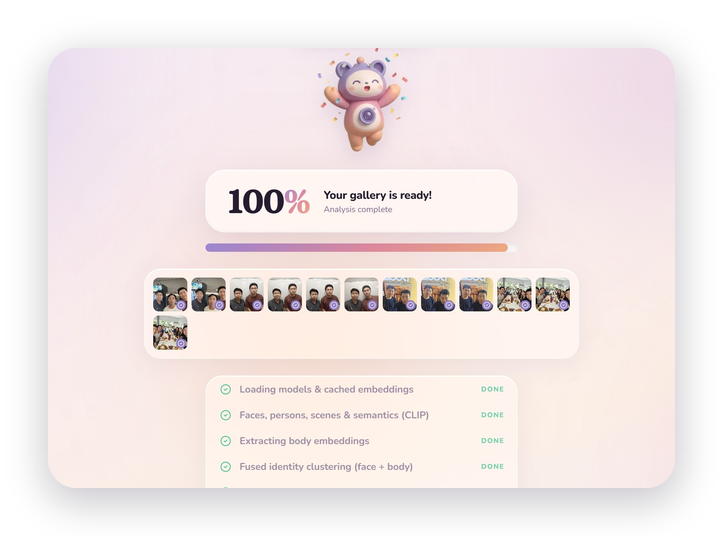 100%
Your gallery is ready!
Analysis complete
Loading models & cached embeddings DONE
Faces, persons, scenes & semantics (CLIP) DONE
Extracting body embeddings DONE
Fused identity clustering (face + body) DONE